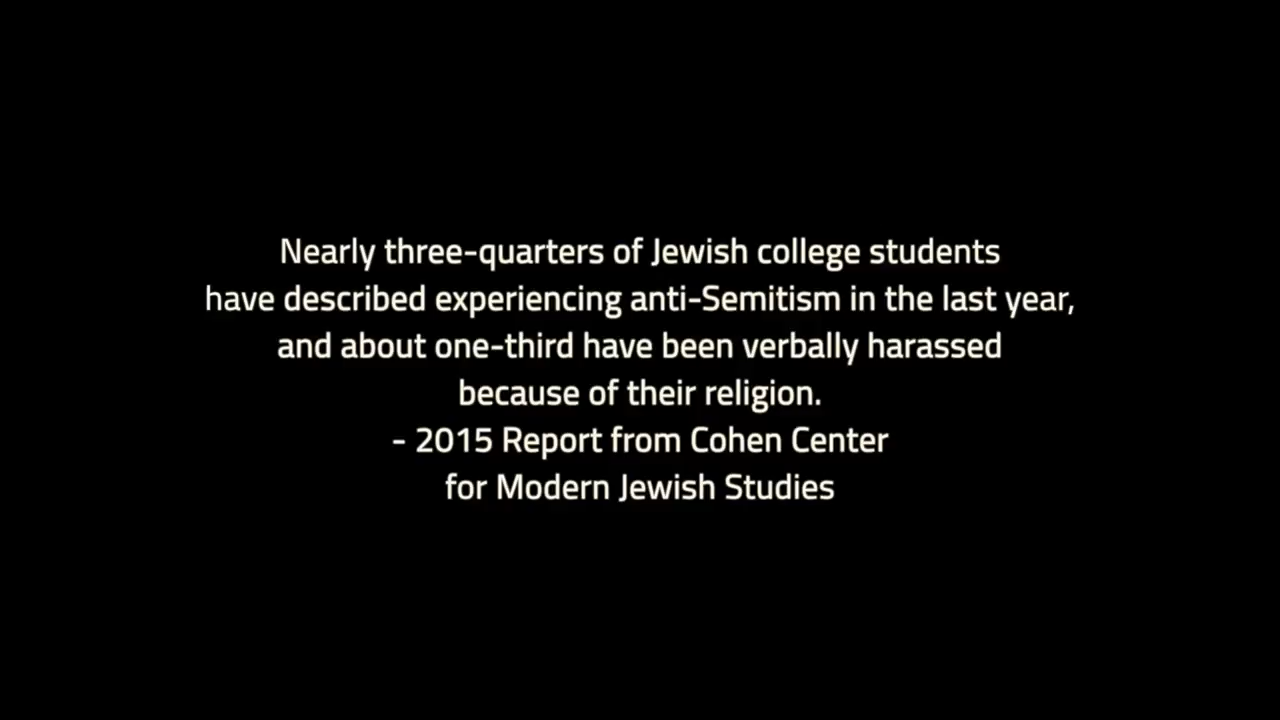 Nearly three-quarters of Jewish college students
have described experiencing anti-Semitism in the last year,
and about one-third have been verbally harassed
because of their religion.
- 2015 Report from Cohen Center
for Modern Jewish Studies